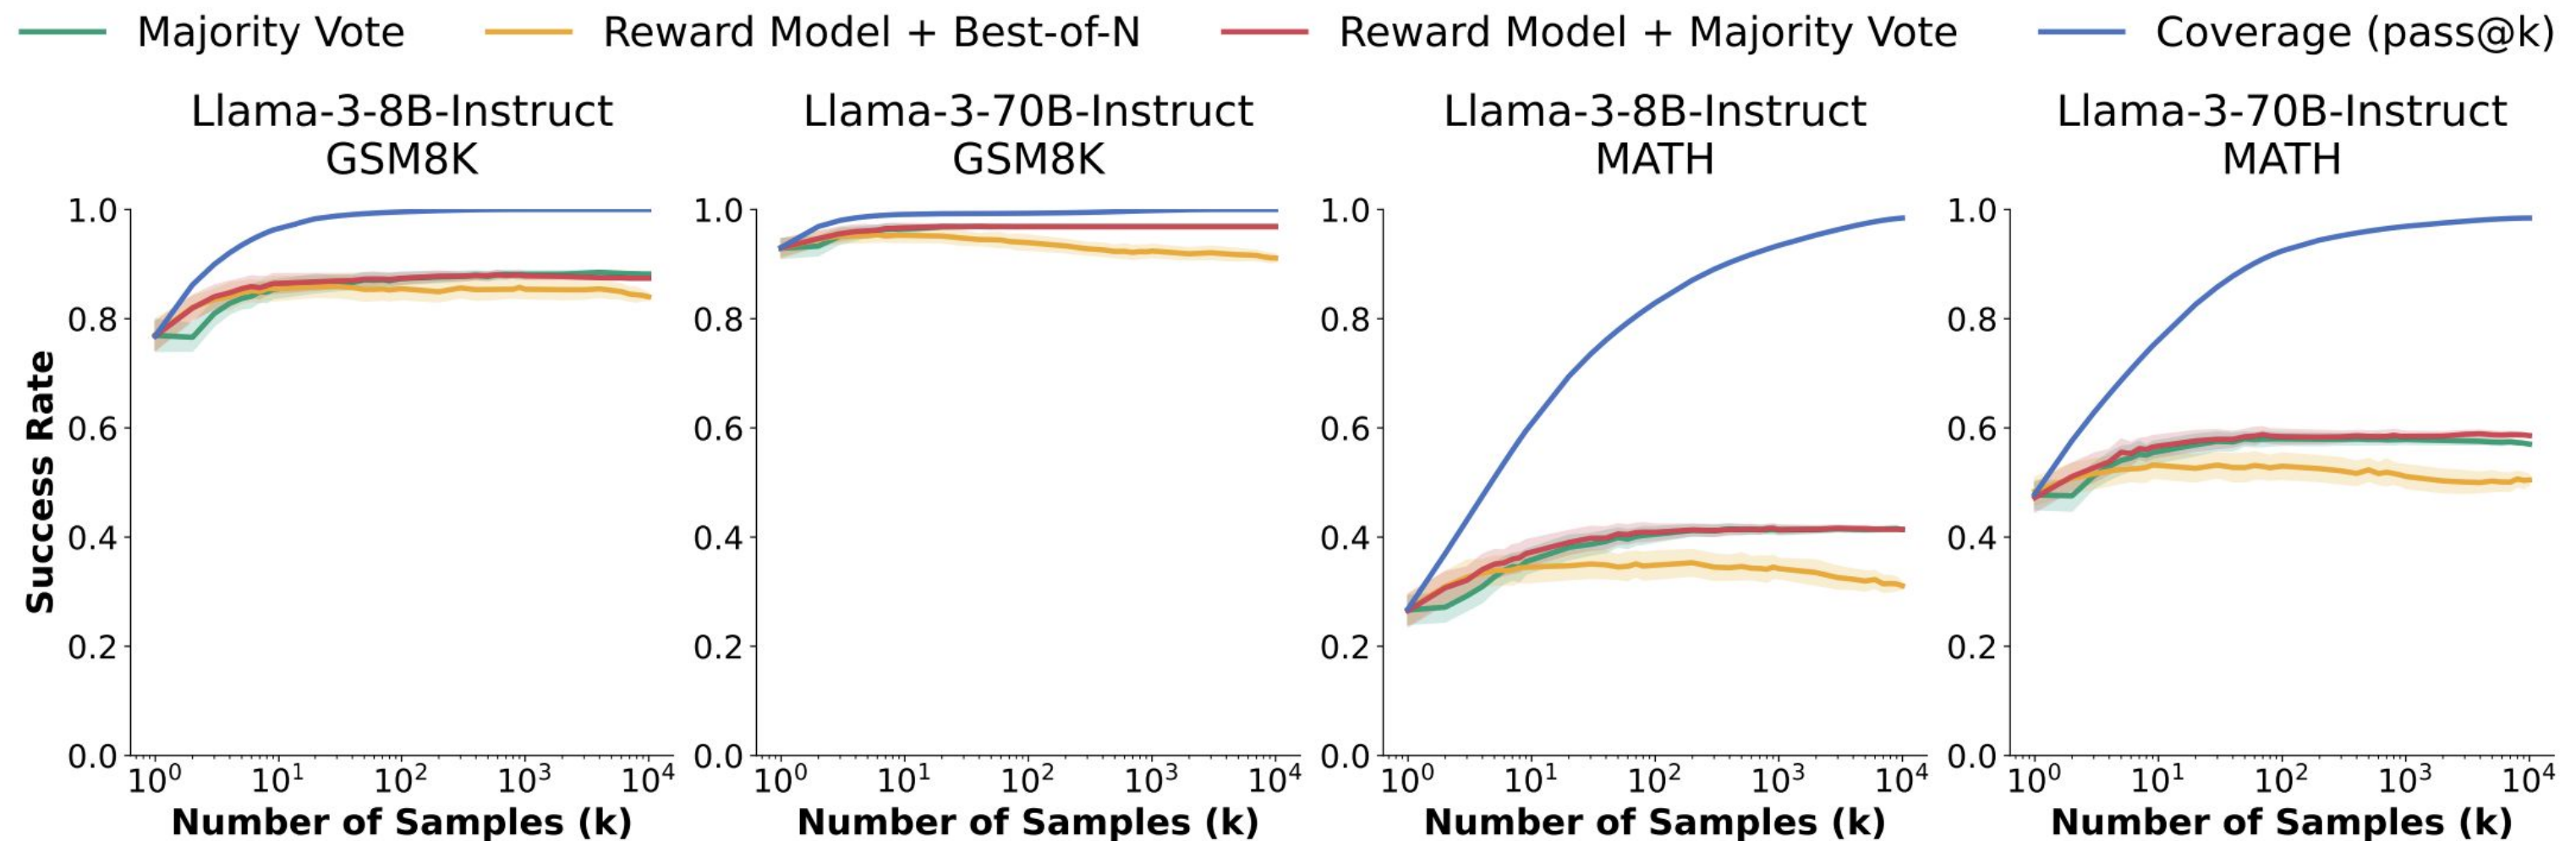 Majority Vote Reward Model + Best-of-N Reward Model + Majority Vote Coverage (pass@k)
Llama-3-8B-Instruct
GSM8K
Success Rate
1.0
0.8
0.6
0.4
0.2
0.0
10⁰ 10¹ 10² 10³ 10⁴
Number of Samples (k)
Llama-3-70B-Instruct
GSM8K
1.0
0.8
0.6
0.4
0.2
0.0
10⁰ 10¹ 10² 10³ 10⁴
Number of Samples (k)
Llama-3-8B-Instruct
MATH
1.0
0.8
0.6
0.4
0.2
0.0
10⁰ 10¹ 10² 10³ 10⁴
Number of Samples (k)
Llama-3-70B-Instruct
MATH
1.0
0.8
0.6
0.4
0.2
0.0
10⁰ 10¹ 10² 10³ 10⁴
Number of Samples (k)